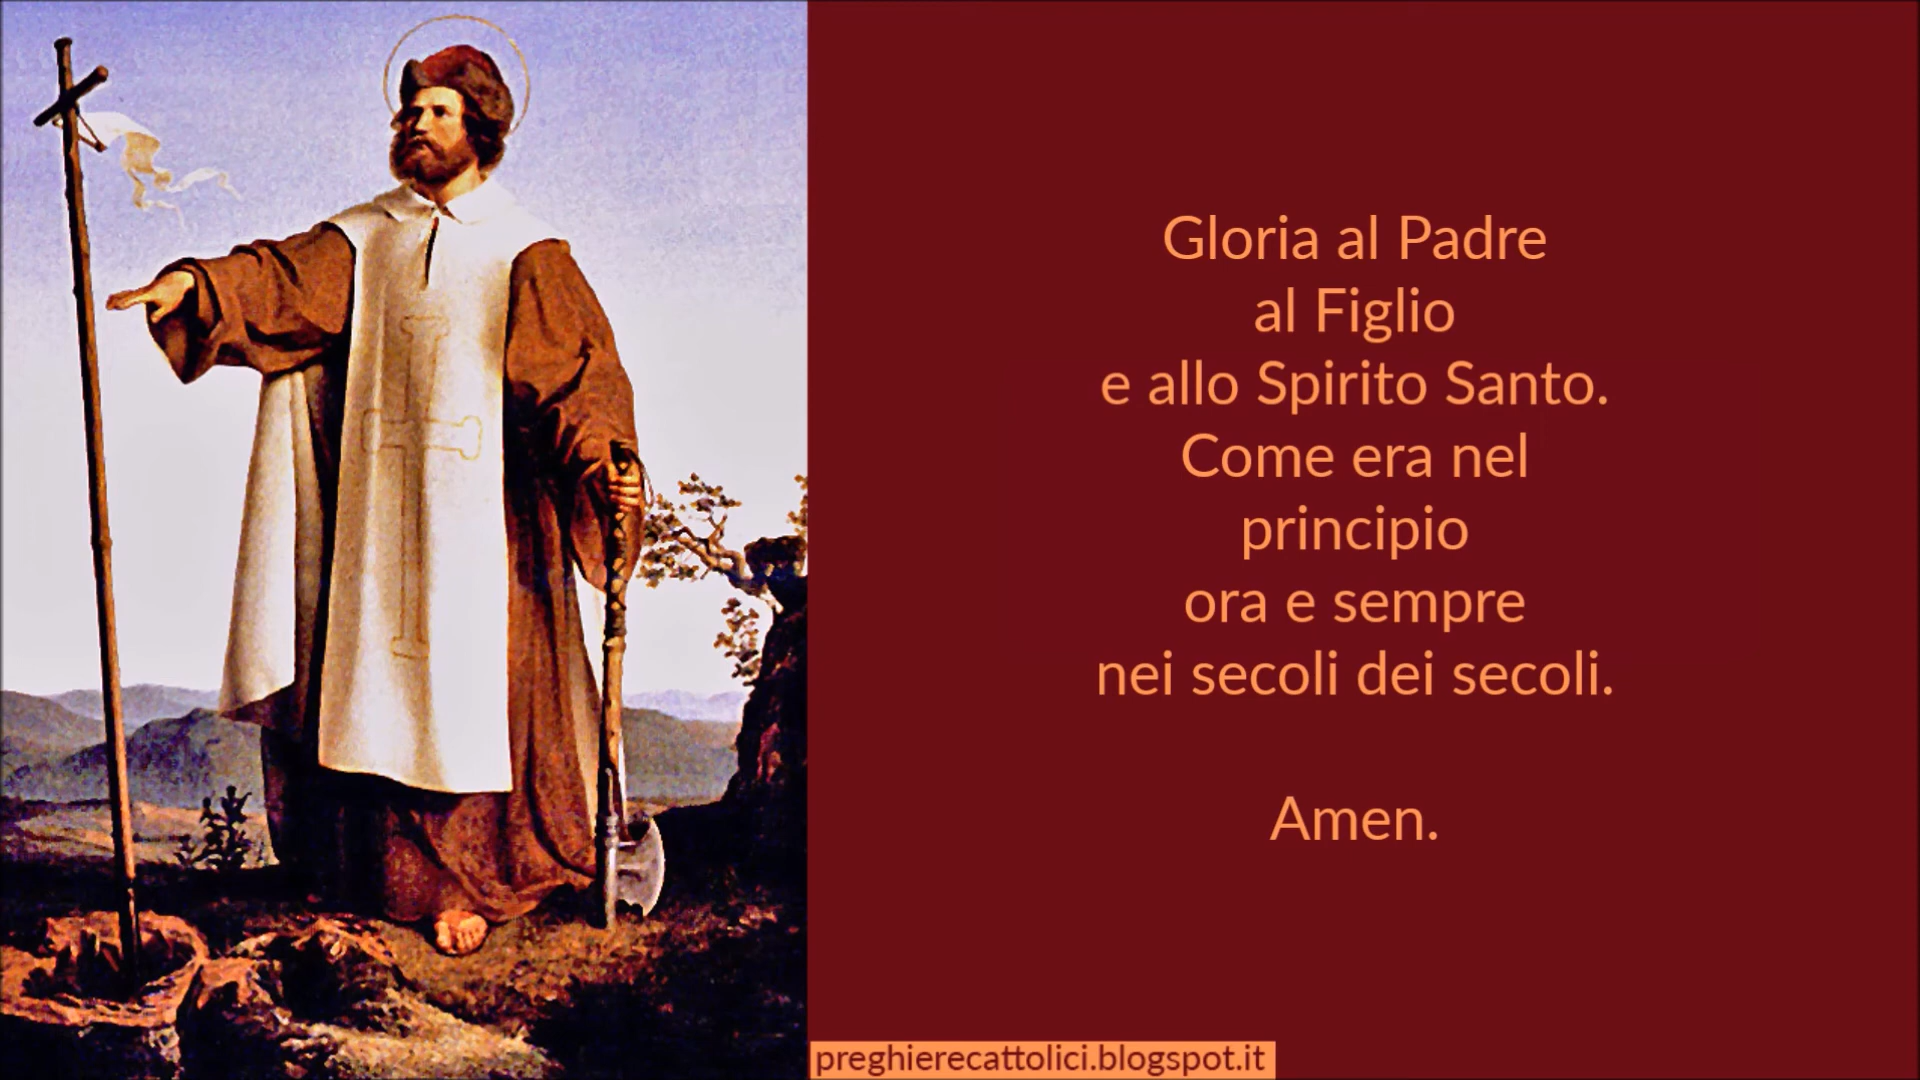 Gloria al Padre
al Figlio
e allo Spirito Santo.
Come era nel
principio
ora e sempre
nei secoli dei secoli.
Amen.
preghierecattolici.blogspot.it